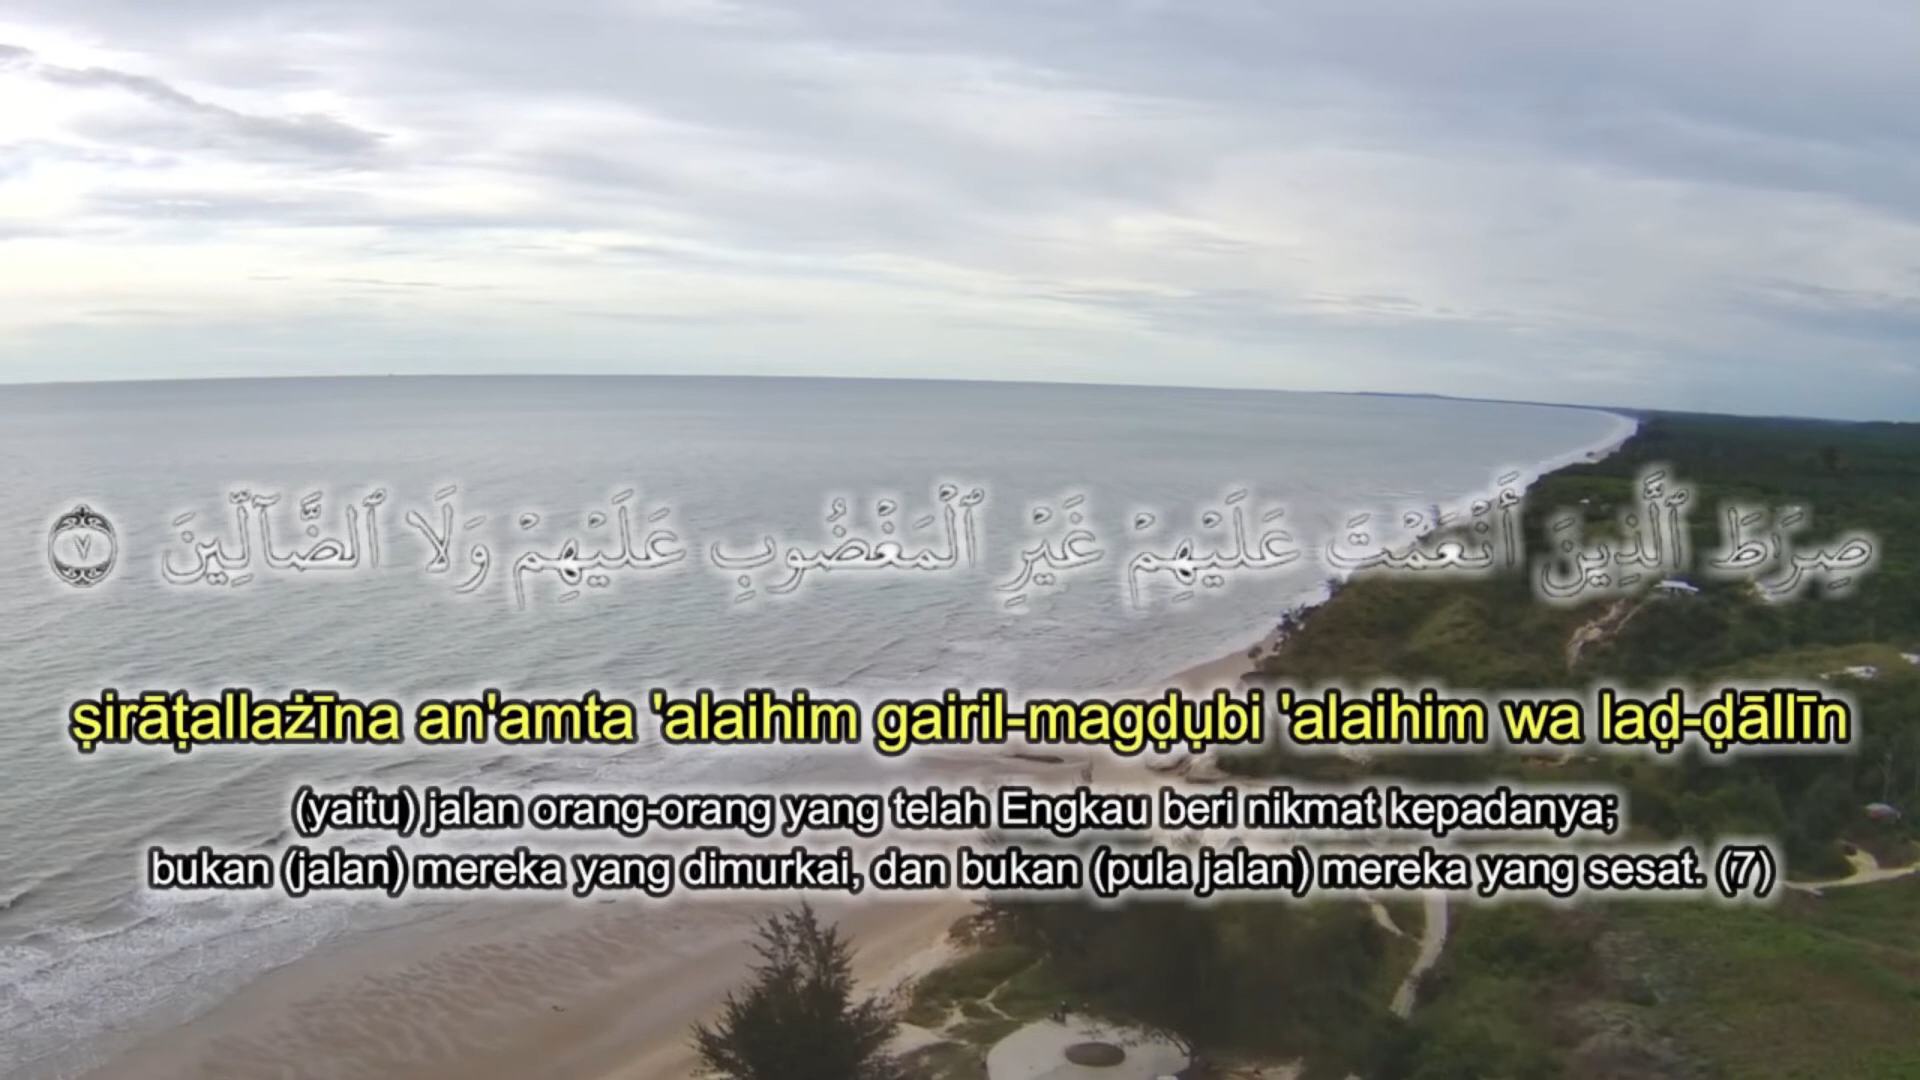 صِرَٰطَ ٱلَّذِينَ أَنْعَمْتَ عَلَيْهِمْ غَيْرِ ٱلْمَغْضُوبِ عَلَيْهِمْ وَلَا ٱلضَّآلِّينَ ٧
ṣirāṭallażīna an'amta 'alaihim gairil-magḍụbi 'alaihim wa laḍ-ḍāllīn
(yaitu) jalan orang-orang yang telah Engkau beri nikmat kepadanya;
bukan (jalan) mereka yang dimurkai, dan bukan (pula jalan) mereka yang sesat. (7)